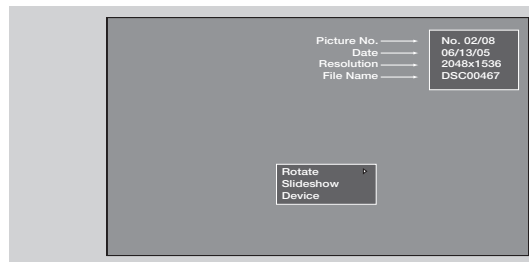 Picture No. No. 02/08
Date 06/13/05
Resolution 2048x1536
File Name DSC00467
Rotate
Slideshow
Device